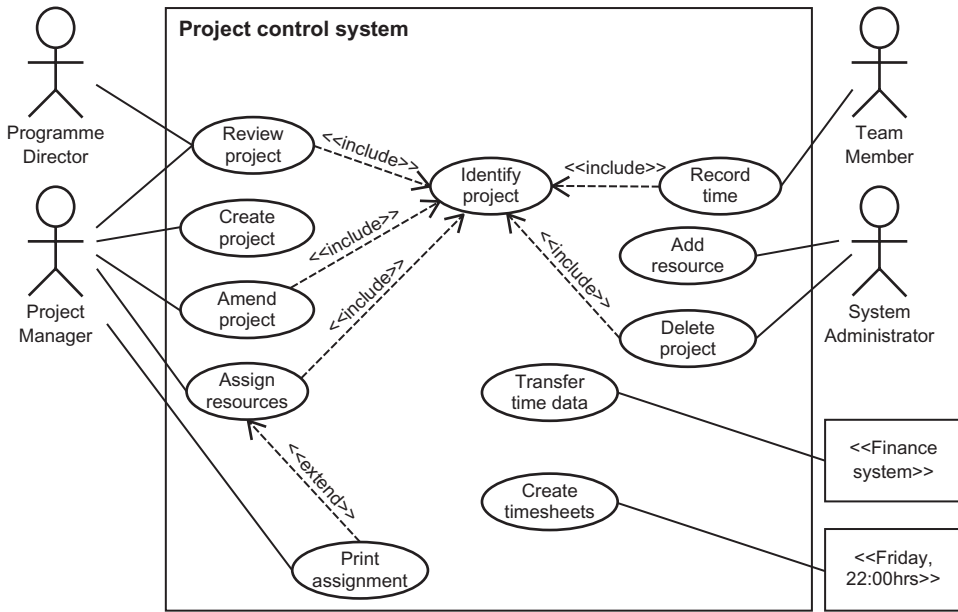 Project control system
Programme
Director
Project
Manager
Review
project
Create
project
Amend
project
Assign
resources
Print
assignment
<<include>>
<<include>>
<<include>>
<<extend>>
Identify
project
<<include>>
<<include>>
Record
time
Add
resource
Delete
project
Transfer
time data
Create
timesheets
Team
Member
System
Administrator
<<Finance
system>>
<<Friday,
22:00hrs>>